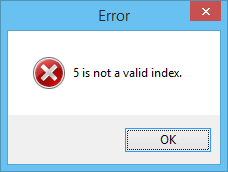 Error
5 is not a valid index.
OK